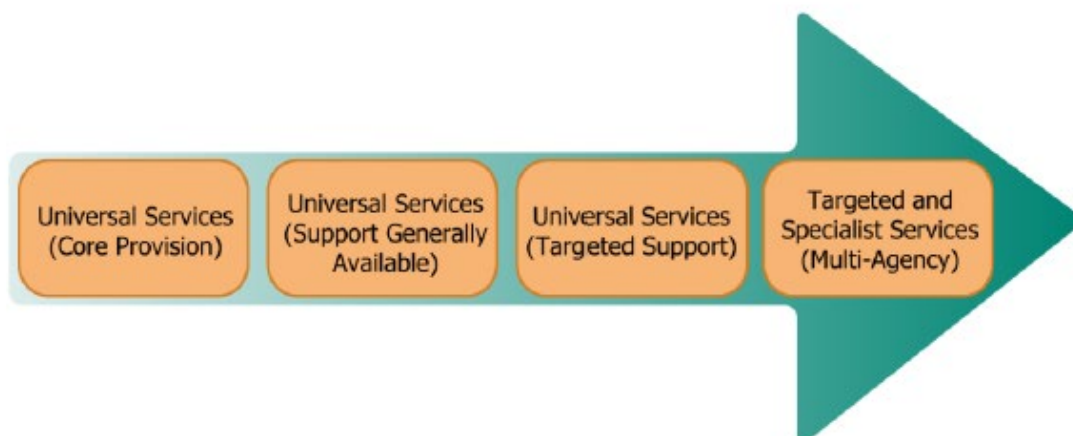 Universal Services
(Core Provision)
Universal Services
(Support Generally
Available)
Universal Services
(Targeted Support)
Targeted and
Specialist Services
(Multi-Agency)